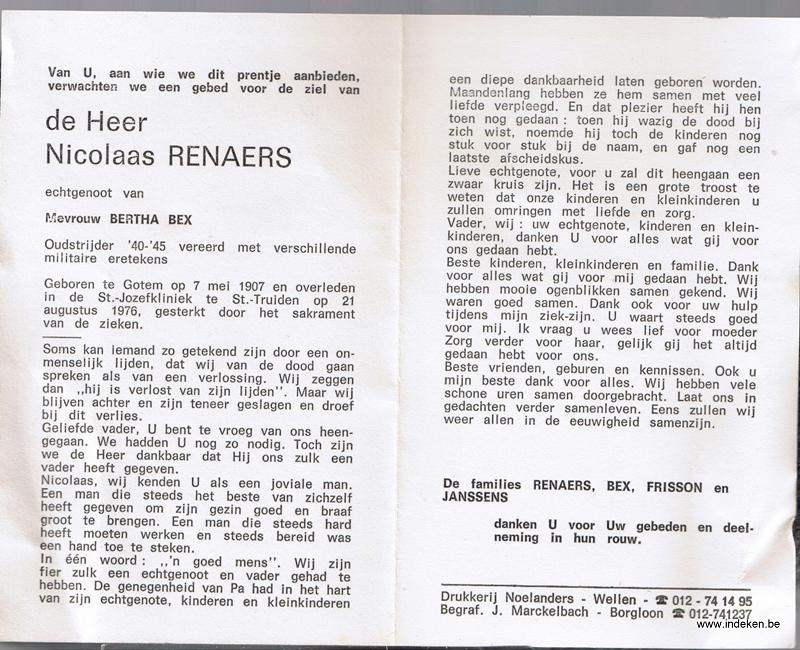 Van U, aan wie we dit prentje aanbieden,
verwachten we een gebed voor de ziel van
de Heer
Nicolaas RENAERS
echtgenoot van
Mevrouw BERTHA BEX
Oudstrijder '40-'45 vereerd met verschillende
militaire eretekens
Geboren te Gotem op 7 mei 1907 en overleden
in de St.-Jozefkliniek te St.-Truiden op 21
augustus 1976, gesterkt door het sakrament
van de zieken.
Soms kan iemand zo getekend zijn door een on-
menselijk lijden, dat wij van de dood gaan
spreken als van een verlossing. Wij zeggen
dan ,,hij is verlost van zijn lijden". Maar wij
blijven achter en zijn teneer geslagen en droef
bij dit verlies.
Geliefde vader, U bent te vroeg van ons heen-
gegaan. We hadden U nog zo nodig. Toch zijn
we de Heer dankbaar dat Hij ons zulk een
vader heeft gegeven.
Nicolaas, wij kenden U als een joviale man.
Een man die steeds het beste van zichzelf
heeft gegeven om zijn gezin goed en braaf
groot te brengen. Een man die steeds hard
heeft moeten werken en steeds bereid was
een hand toe te steken.
In één woord : ,,'n goed mens". Wij zijn
fier zulk een echtgenoot en vader gehad te
hebben. De genegenheid van Pa had in het hart
van zijn echtgenote, kinderen en kleinkinderen
een diepe dankbaarheid laten geboren worden.
Maandenlang hebben ze hem samen met veel
liefde verpleegd. En dat plezier heeft hij hen
toen nog gedaan : toen hij wazig de dood bij
zich wist, noemde hij toch de kinderen nog
stuk voor stuk bij de naam, en gaf nog een
laatste afscheidskus.
Lieve echtgenote, voor u zal dit heengaan een
zwaar kruis zijn. Het is een grote troost te
weten dat onze kinderen en kleinkinderen u
zullen omringen met liefde en zorg.
Vader, wij : uw echtgenote, kinderen en klein-
kinderen, danken U voor alles wat gij voor
ons gedaan hebt.
Beste kinderen, kleinkinderen en familie. Dank
voor alles wat gij voor mij gedaan hebt. Wij
hebben mooie ogenblikken samen gekend. Wij
waren goed samen. Dank ook voor uw hulp
tijdens mijn ziek-zijn. U waart steeds goed
voor mij. Ik vraag u wees lief voor moeder
Zorg verder voor haar, gelijk gij het altijd
gedaan hebt voor ons.
Beste vrienden, geburen en kennissen. Ook u
mijn beste dank voor alles. Wij hebben vele
schone uren samen doorgebracht. Laat ons in
gedachten verder samenleven. Eens zullen wij
weer allen in de eeuwigheid samenzijn.
De families RENAERS, BEX, FRISSON en
JANSSENS
danken U voor Uw gebeden en deel-
neming in hun rouw.
Drukkerij Noelanders - Wellen - ☎ 012 - 74 14 95
Begraf. J. Marckelbach - Borgloon ☎ 012-741237
www.indeken.be